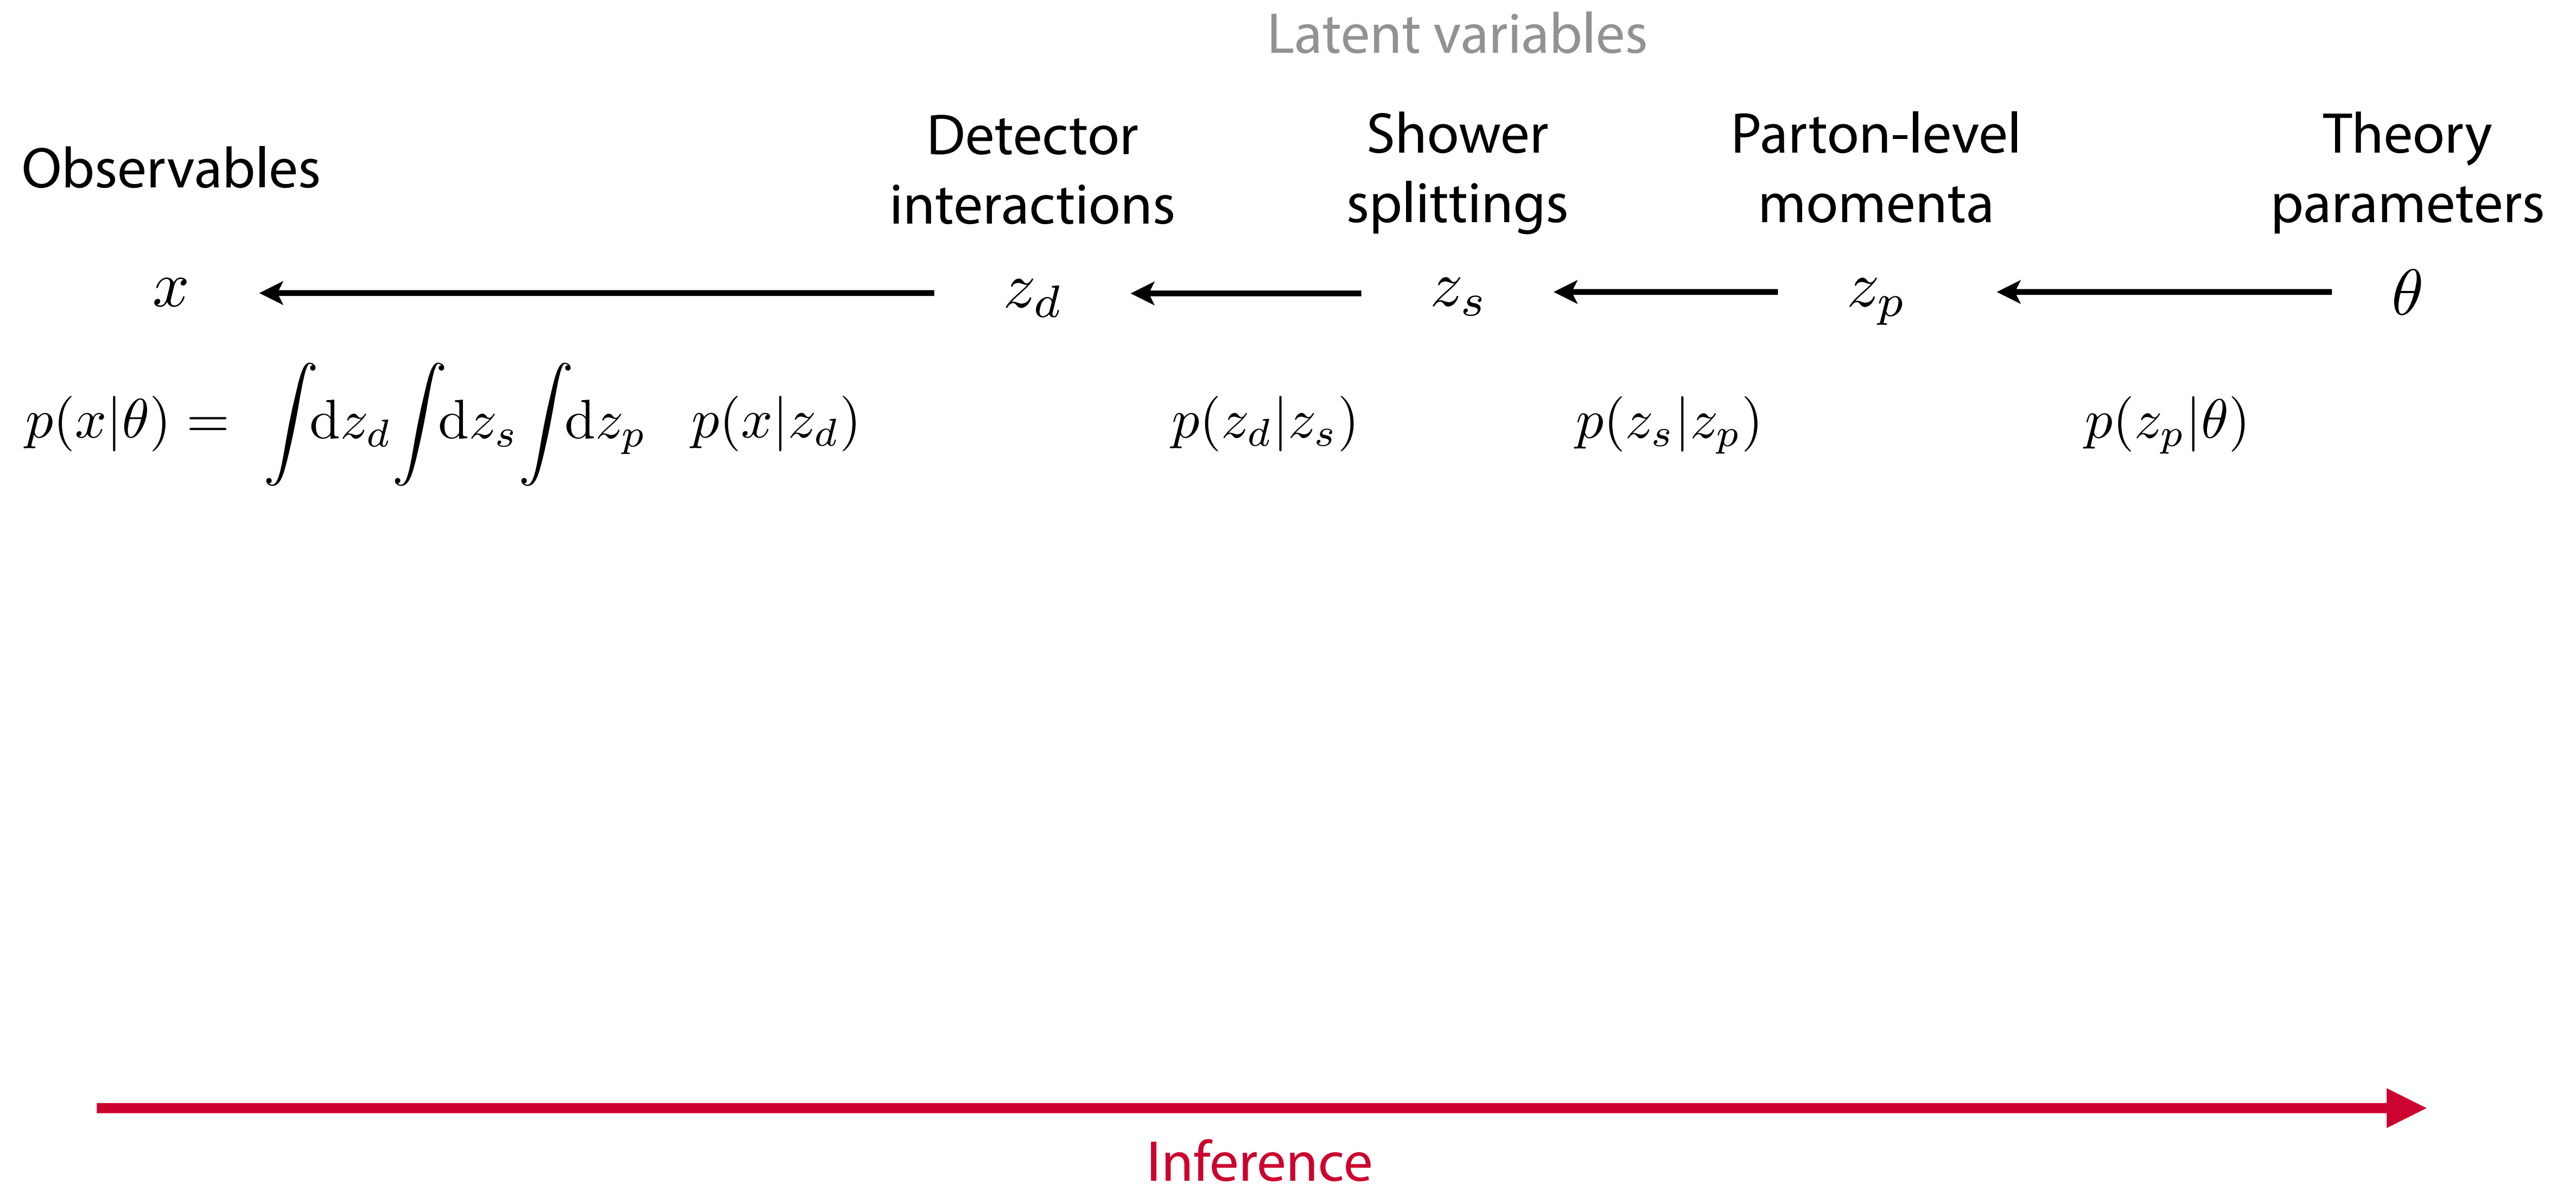 Latent variables
Observables
Detector
interactions
Shower
splittings
Parton-level
momenta
Theory
parameters
x ← z_d ← z_s ← z_p ← θ
p(x|θ) = ∫dz_d ∫dz_s ∫dz_p p(x|z_d) p(z_d|z_s) p(z_s|z_p) p(z_p|θ)
Inference